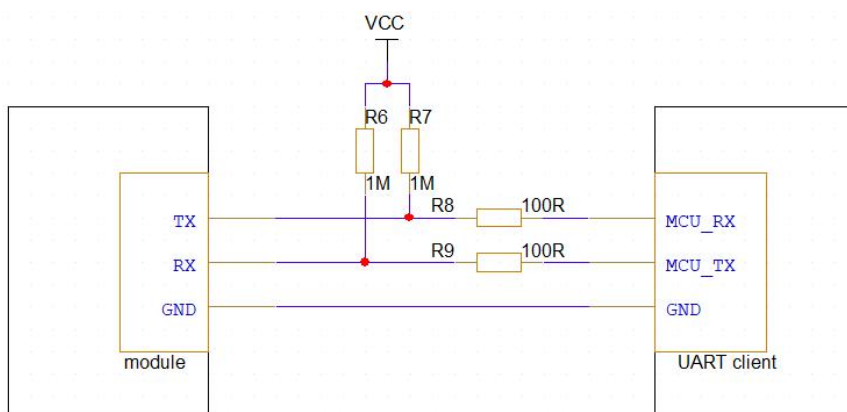 VCC
R6 R7
1M 1M
R8 100R
TX MCU_RX
R9 100R
RX MCU_TX
GND GND
module UART client